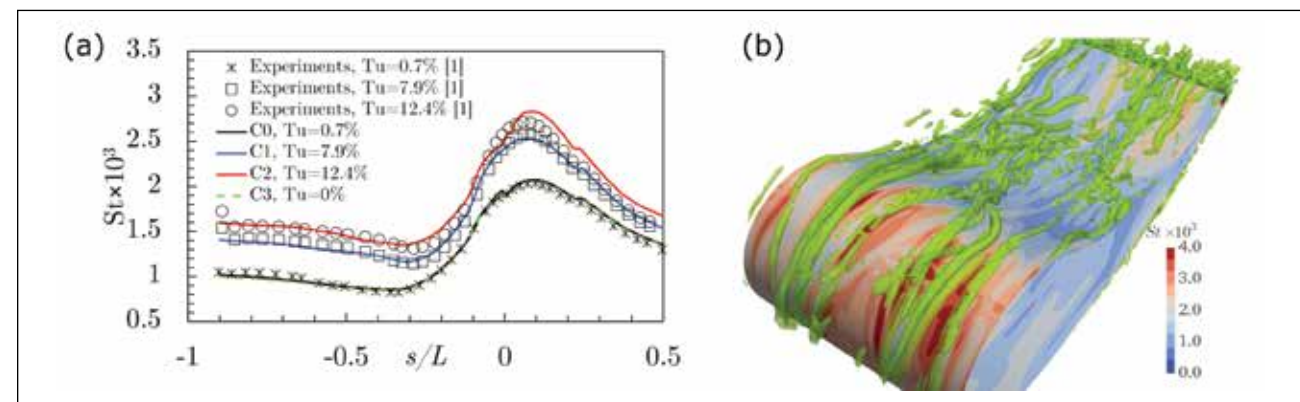 (a)
St×10³
3.5
3
2.5
2
1.5
1
0.5
Experiments, Tu=0.7% [1]
Experiments, Tu=7.9% [1]
Experiments, Tu=12.4% [1]
C0, Tu=0.7%
C1, Tu=7.9%
C2, Tu=12.4%
C3, Tu=0%
-1 -0.5 s/L 0 0.5
(b)
St ×10³
4.0
3.0
2.0
1.0
0.0